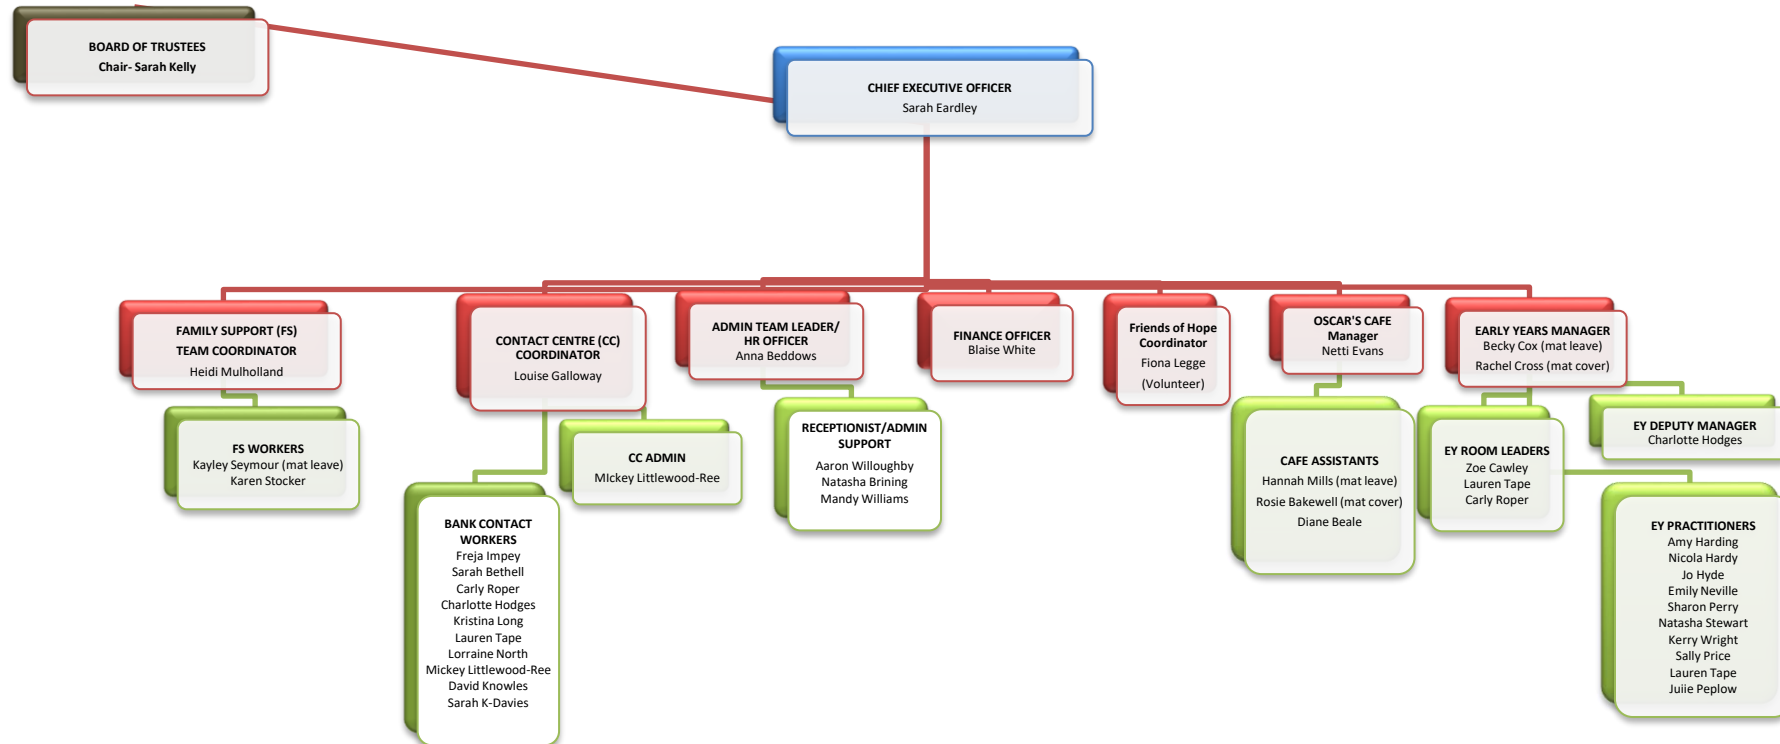 BOARD OF TRUSTEES
Chair- Sarah Kelly
CHIEF EXECUTIVE OFFICER
Sarah Eardley
FAMILY SUPPORT (FS)
TEAM COORDINATOR
Heidi Mulholland
CONTACT CENTRE (CC)
COORDINATOR
Louise Galloway
ADMIN TEAM LEADER/
HR OFFICER
Anna Beddows
FINANCE OFFICER
Blaise White
Friends of Hope
Coordinator
Fiona Legge
(Volunteer)
OSCAR'S CAFE
Manager
Netti Evans
EARLY YEARS MANAGER
Becky Cox (mat leave)
Rachel Cross (mat cover)
FS WORKERS
Kayley Seymour (mat leave)
Karen Stocker
BANK CONTACT
WORKERS
Freja Impey
Sarah Bethell
Carly Roper
Charlotte Hodges
Kristina Long
Lauren Tape
Lorraine North
Mickey Littlewood-Ree
David Knowles
Sarah K-Davies
CC ADMIN
MIckey Littlewood-Ree
RECEPTIONIST/ADMIN
SUPPORT
Aaron Willoughby
Natasha Brining
Mandy Williams
CAFE ASSISTANTS
Hannah Mills (mat leave)
Rosie Bakewell (mat cover)
Diane Beale
EY ROOM LEADERS
Zoe Cawley
Lauren Tape
Carly Roper
EY DEPUTY MANAGER
Charlotte Hodges
EY PRACTITIONERS
Amy Harding
Nicola Hardy
Jo Hyde
Emily Neville
Sharon Perry
Natasha Stewart
Kerry Wright
Sally Price
Lauren Tape
Juiie Peplow